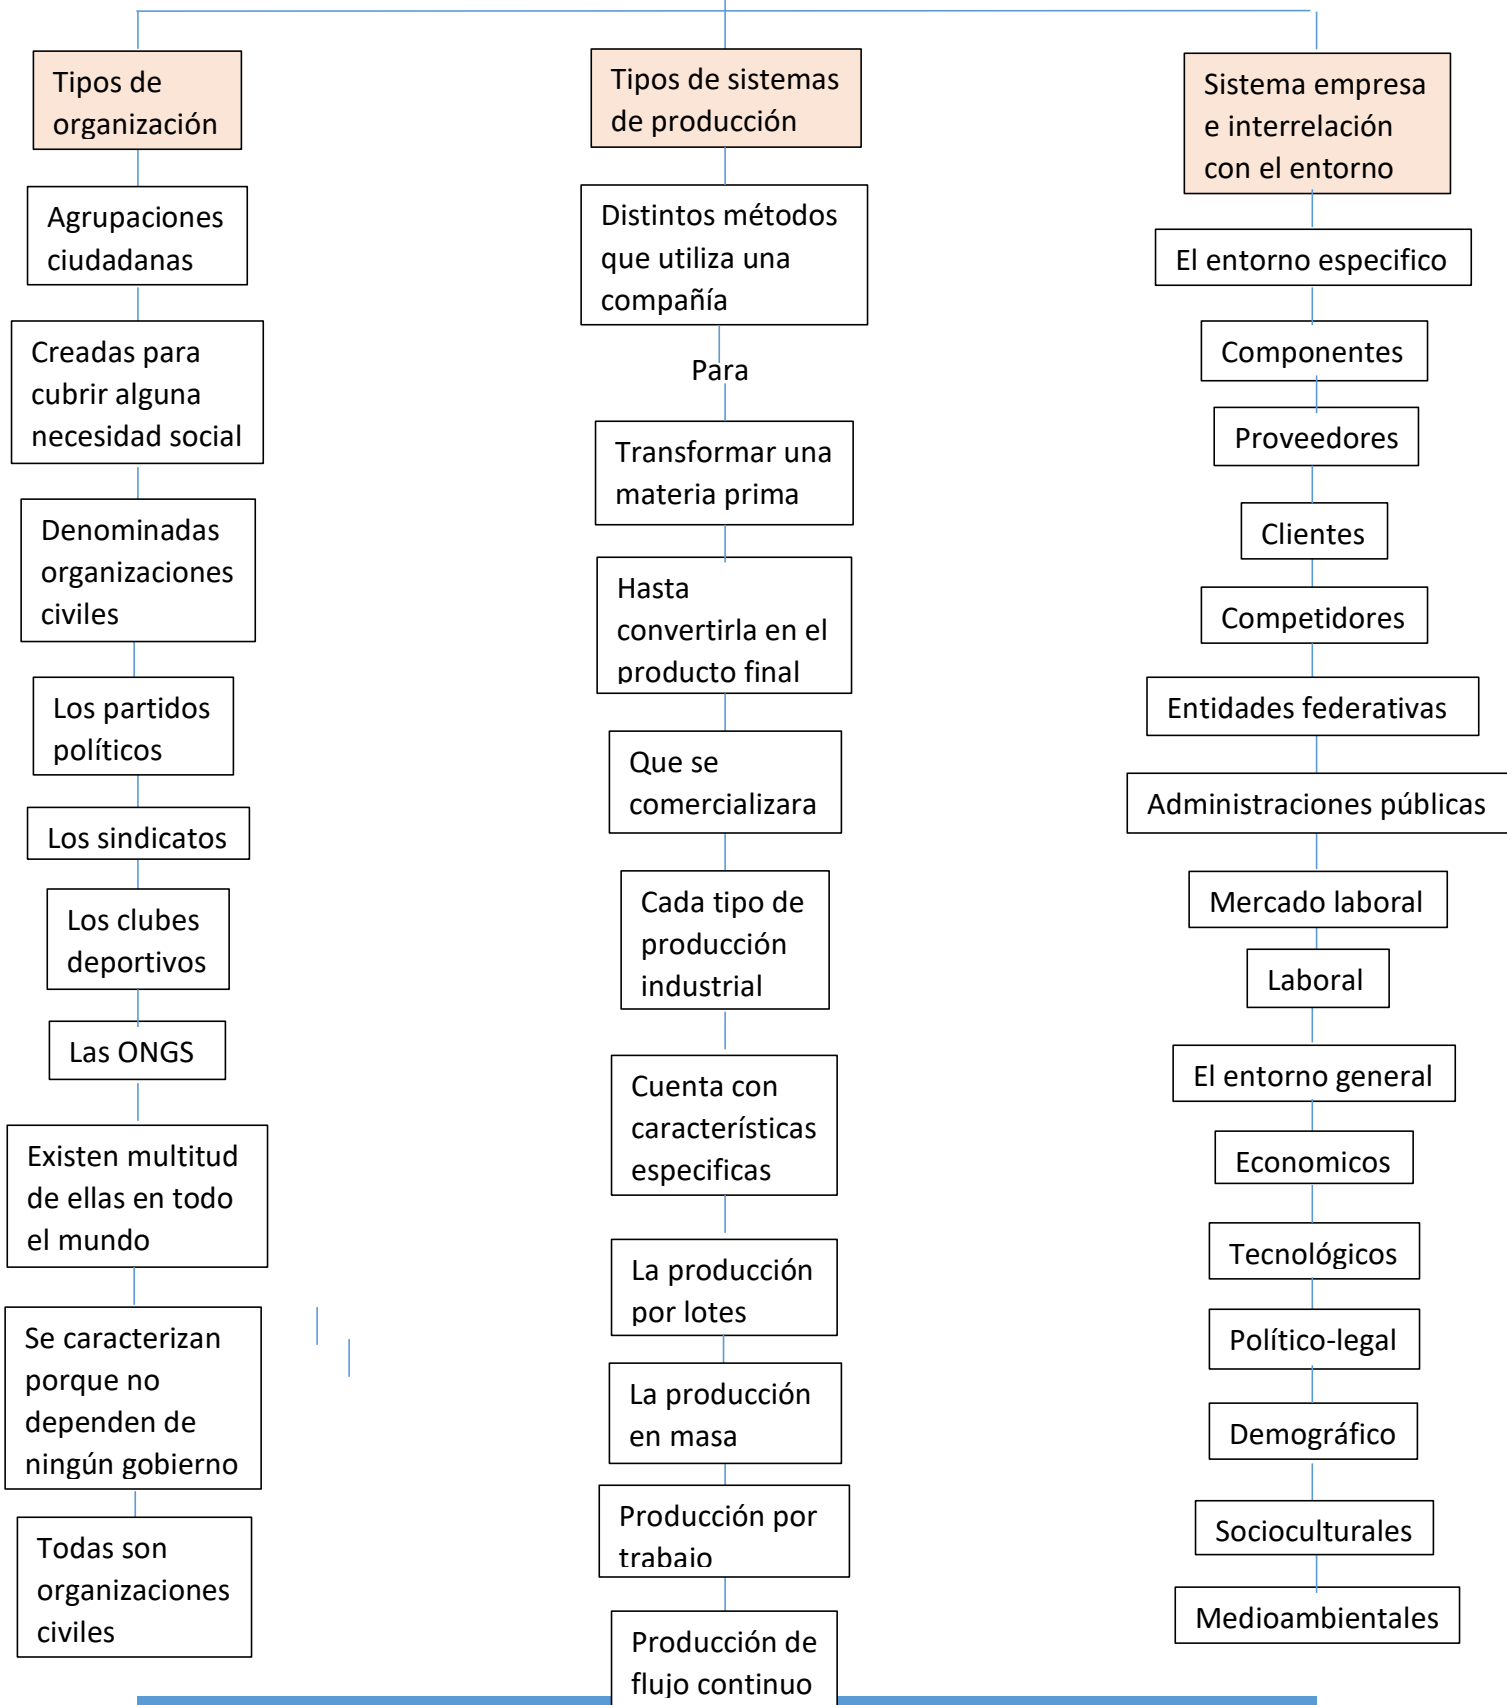 Tipos de
organización
Agrupaciones
ciudadanas
Creadas para
cubrir alguna
necesidad social
Denominadas
organizaciones
civiles
Los partidos
políticos
Los sindicatos
Los clubes
deportivos
Las ONGS
Existen multitud
de ellas en todo
el mundo
Se caracterizan
porque no
dependen de
ningún gobierno
Todas son
organizaciones
civiles
Tipos de sistemas
de producción
Distintos métodos
que utiliza una
compañía
Para
Transformar una
materia prima
Hasta
convertirla en el
producto final
Que se
comercializara
Cada tipo de
producción
industrial
Cuenta con
características
especificas
La producción
por lotes
La producción
en masa
Producción por
trabajo
Producción de
flujo continuo
Sistema empresa
e interrelación
con el entorno
El entorno especifico
Componentes
Proveedores
Clientes
Competidores
Entidades federativas
Administraciones públicas
Mercado laboral
Laboral
El entorno general
Economicos
Tecnológicos
Político-legal
Demográfico
Socioculturales
Medioambientales